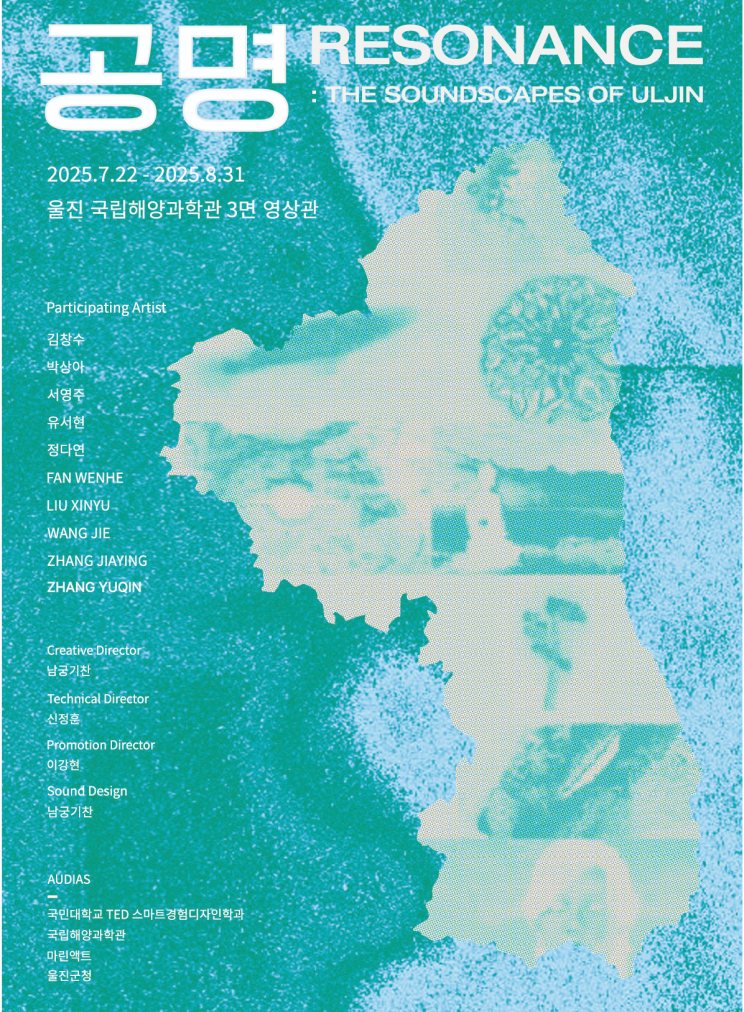 공명
RESONANCE
: THE SOUNDSCAPES OF ULJIN
2025.7.22 - 2025.8.31
울진 국립해양과학관 3면 영상관
Participating Artist
김창수
박상아
서영주
유서현
정다연
FAN WENHE
LIU XINYU
WANG JIE
ZHANG JIAYING
ZHANG YUQIN
Creative Director
남궁기찬
Technical Director
신정훈
Promotion Director
이강현
Sound Design
남궁기찬
AUDIAS
국민대학교 TED 스마트경험디자인학과
국립해양과학관
마린액트
울진군청